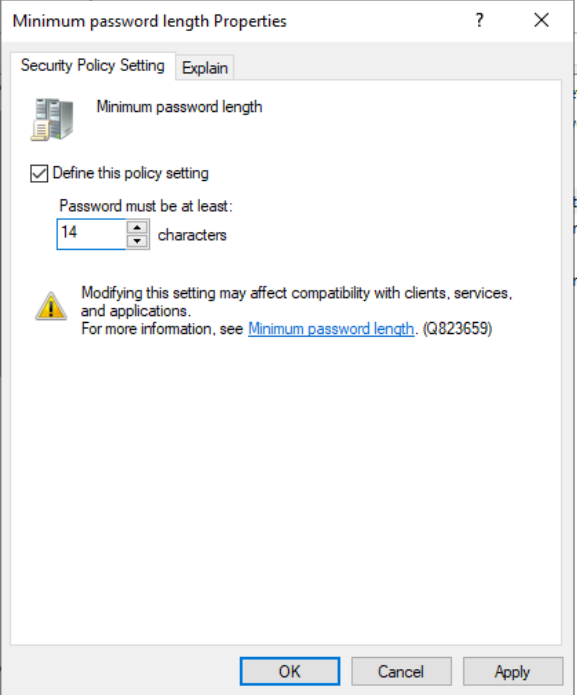 Minimum password length Properties
?
Security Policy Setting
Explain
Minimum password length
Define this policy setting
Password must be at least:
14
characters
Modifying this setting may affect compatibility with clients, services,
and applications.
For more information, see Minimum password length. (Q823659)
OK
Cancel
Apply